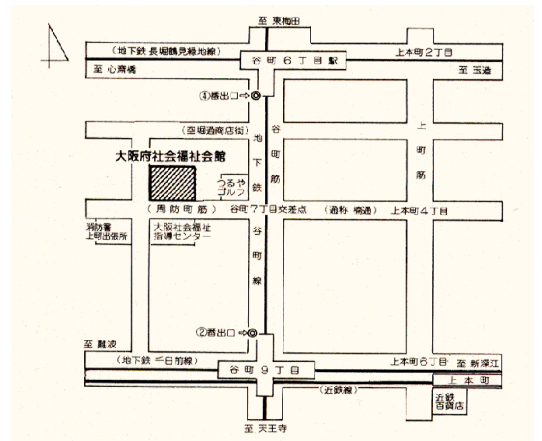 至 東梅田
(地下鉄 長堀鶴見緑地線)
谷町6丁目駅
上本町2丁目
至 心斎橋
至 玉造
④番出口
(至堀過商店街)
地下鉄
谷町筋
上町筋
大阪府社会福祉会館
つるや
ゴルフ
(周防町筋)
谷町7丁目交差点
(通称 楠通)
上本町4丁目
消防署
上町出張所
大阪社会福祉
指導センター
谷町線
②番出口
至 難波
(地下鉄 千日前線)
谷町9丁目
上本町6丁目
至 新深江
上本町
(近鉄線)
近鉄
百貨店
至 天王寺